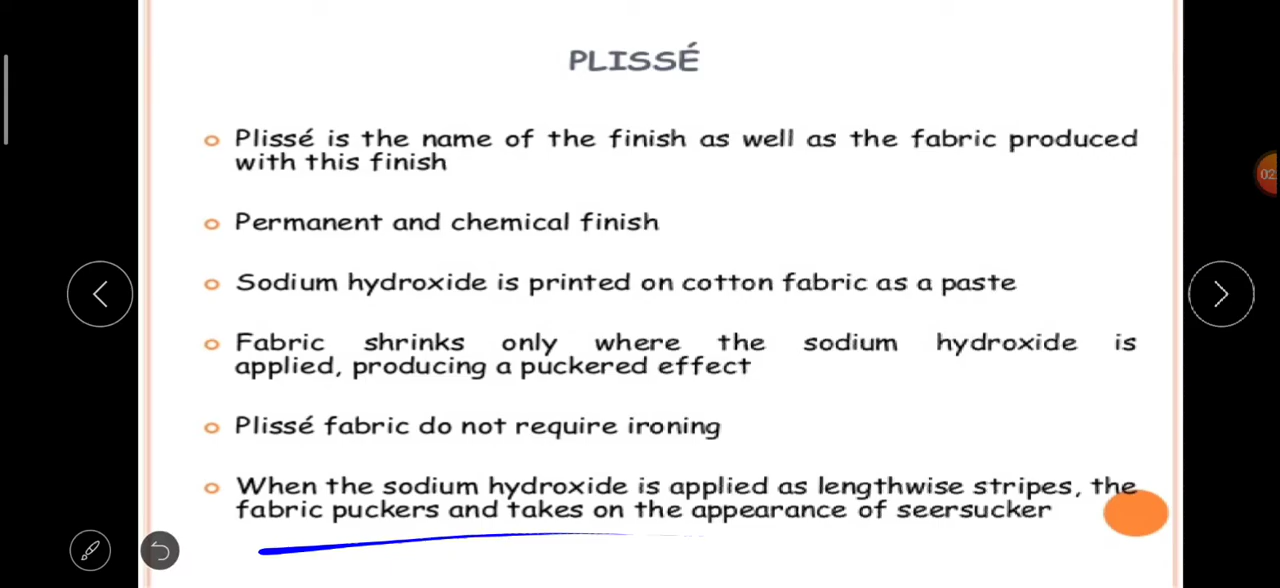 PLISSÉ
Plissé is the name of the finish as well as the fabric produced
with this finish
Permanent and chemical finish
Sodium hydroxide is printed on cotton fabric as a paste
Fabric shrinks only where the sodium hydroxide is
applied, producing a puckered effect
Plissé fabric do not require ironing
When the sodium hydroxide is applied as lengthwise stripes, the
fabric puckers and takes on the appearance of seersucker
02